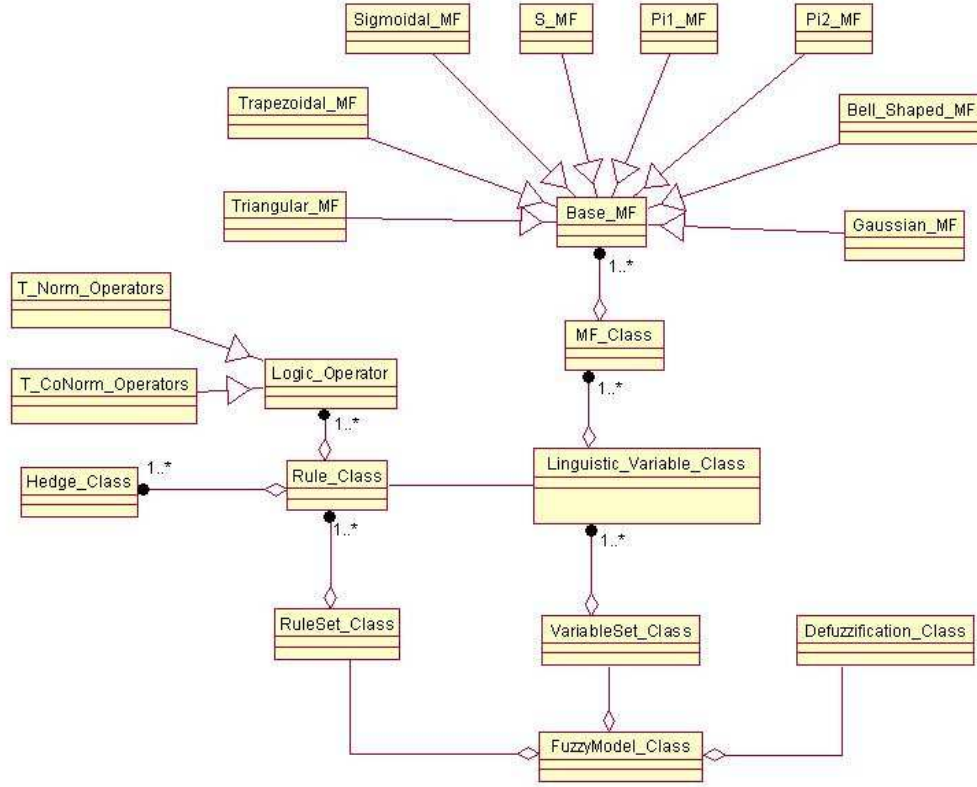 Sigmoidal_MF
S_MF
Pi1_MF
Pi2_MF
Trapezoidal_MF
Bell_Shaped_MF
Triangular_MF
Base_MF
Gaussian_MF
1..*
T_Norm_Operators
MF_Class
T_CoNorm_Operators
Logic_Operator
1..*
1..*
Hedge_Class
1..*
Rule_Class
Linguistic_Variable_Class
1..*
1..*
RuleSet_Class
VariableSet_Class
Defuzzification_Class
FuzzyModel_Class